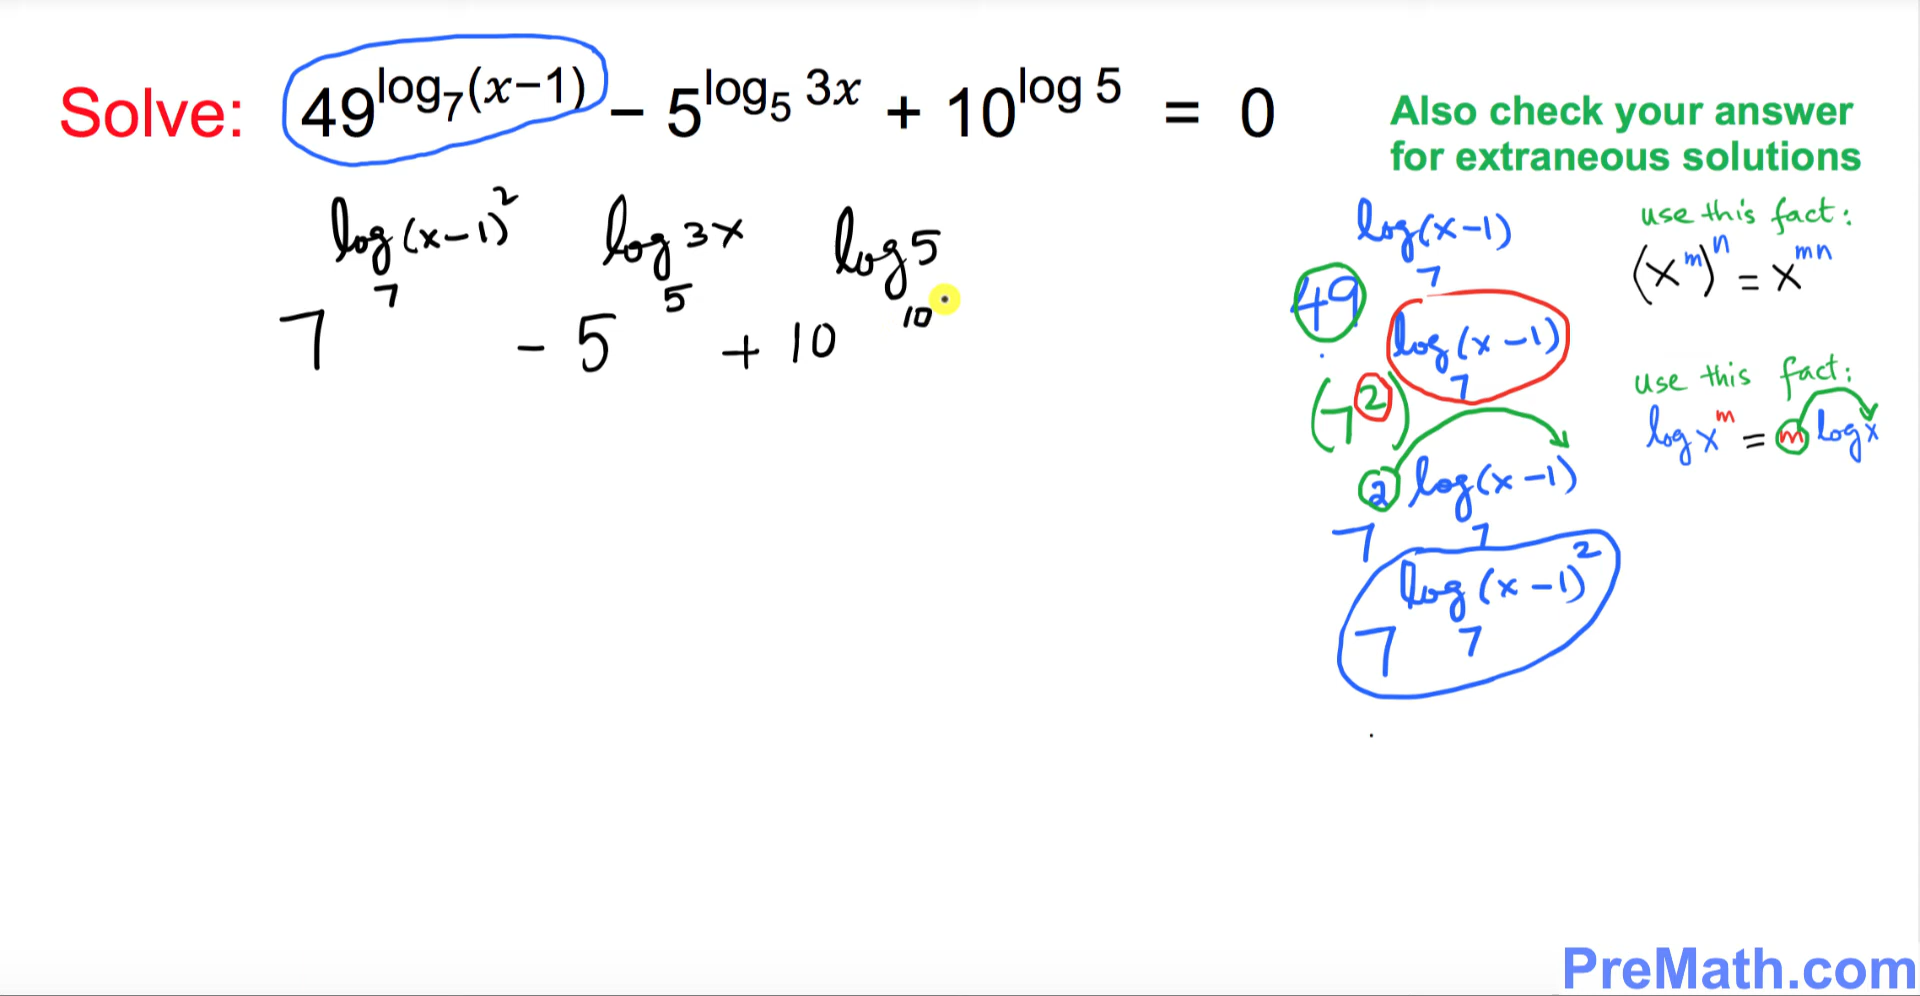 Solve: 49^log₇(x−1) − 5^log₅ 3x + 10^log 5 = 0
Also check your answer
for extraneous solutions
7^log₇(x−1)² − 5^log₅ 3x + 10^log₁₀ 5
49^log₇(x−1)
(7²)^log₇(x−1)
7^2 log₇(x−1)
7^log₇(x−1)²
use this fact:
(x^m)^n = x^mn
use this fact:
log x^m = m log x
PreMath.com